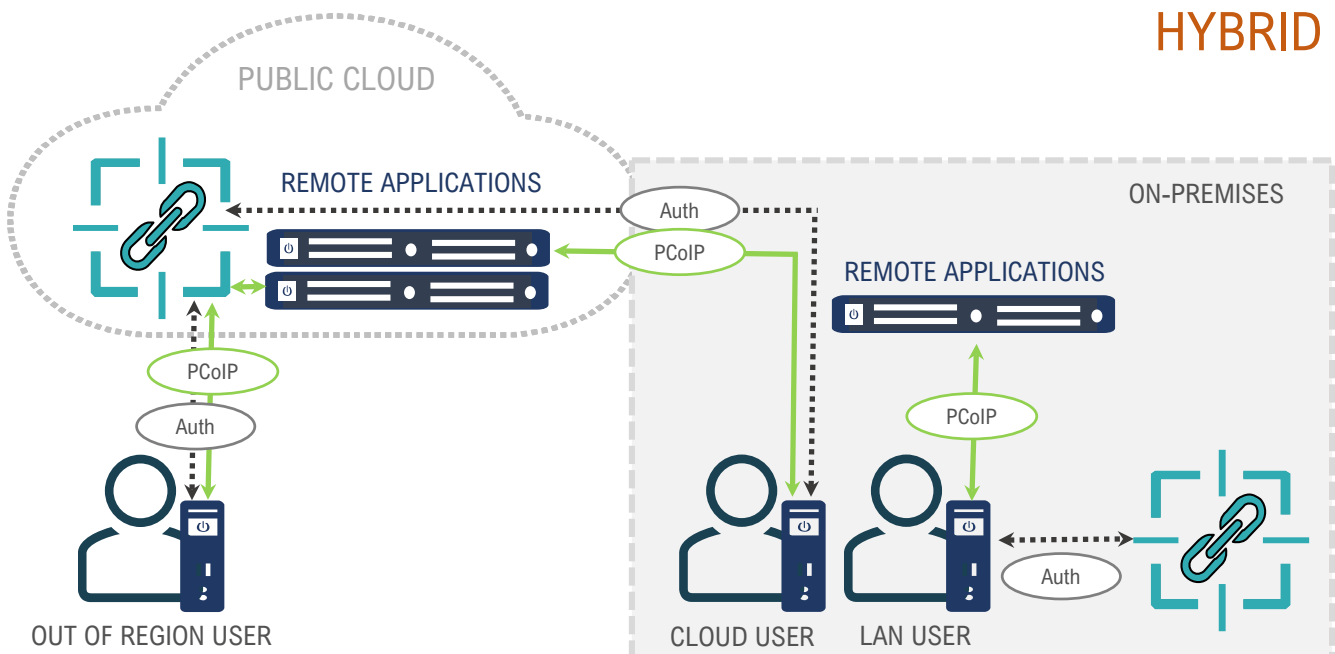 HYBRID
PUBLIC CLOUD
REMOTE APPLICATIONS
ON-PREMISES
Auth
PCoIP
REMOTE APPLICATIONS
PCoIP
Auth
PCoIP
Auth
OUT OF REGION USER
CLOUD USER
LAN USER